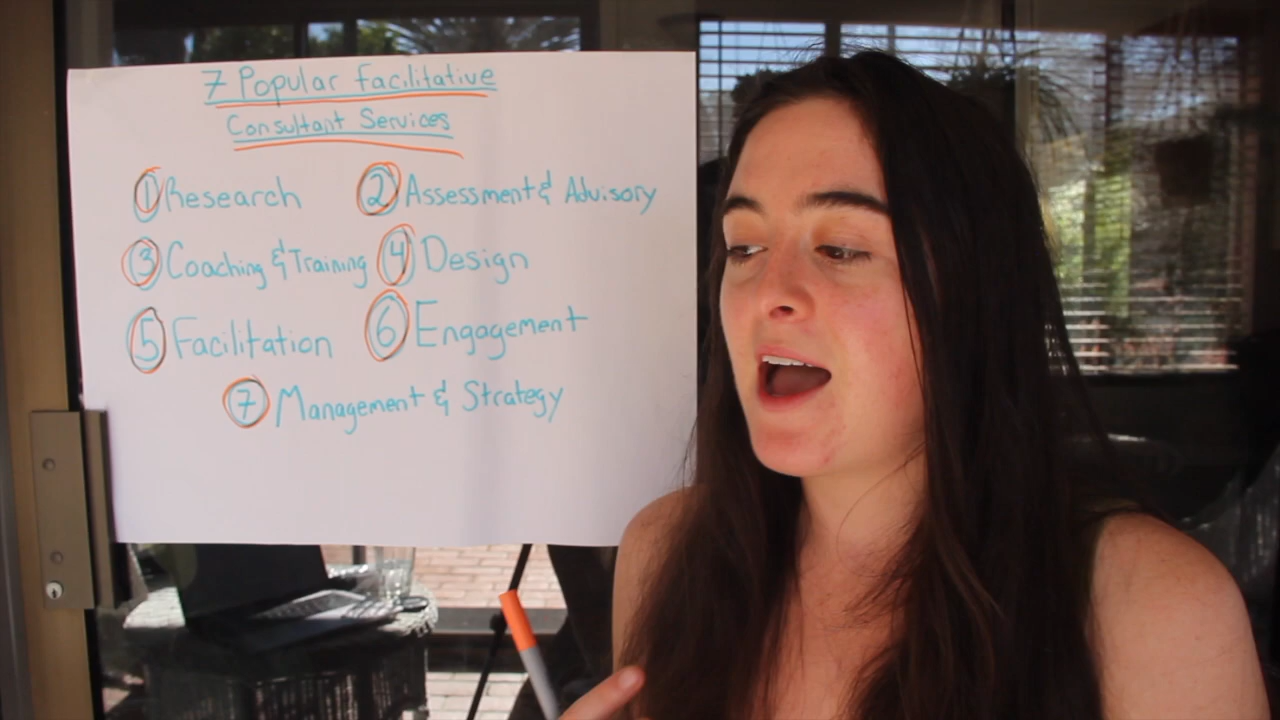 7 Popular Facilitative
Consultant Services
1 Research 2 Assessment & Advisory
3 Coaching & Training 4 Design
5 Facilitation 6 Engagement
7 Management & Strategy